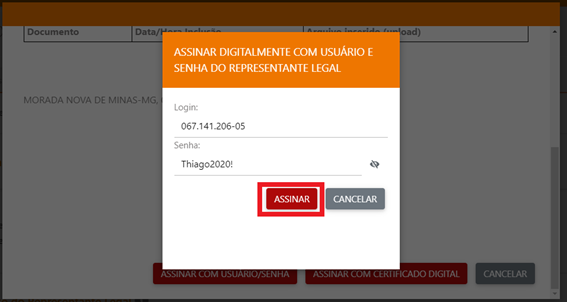 Documento Data/Hora Inclusão Arquivo inserido (upload)
ASSINAR DIGITALMENTE COM USUÁRIO E
SENHA DO REPRESENTANTE LEGAL
MORADA NOVA DE MINAS-MG,
Login:
067.141.206-05
Senha:
Thiago2020!
ASSINAR CANCELAR
ASSINAR COM USUÁRIO/SENHA ASSINAR COM CERTIFICADO DIGITAL CANCELAR